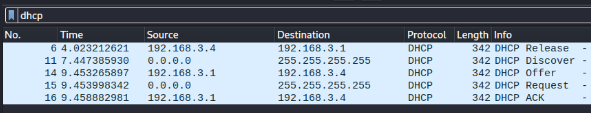 dhcp
No. Time Source Destination Protocol Length Info
6 4.023212621 192.168.3.4 192.168.3.1 DHCP 342 DHCP Release -
11 7.447385930 0.0.0.0 255.255.255.255 DHCP 342 DHCP Discover -
14 9.453265897 192.168.3.1 192.168.3.4 DHCP 342 DHCP Offer -
15 9.453998342 0.0.0.0 255.255.255.255 DHCP 342 DHCP Request -
16 9.458882981 192.168.3.1 192.168.3.4 DHCP 342 DHCP ACK -